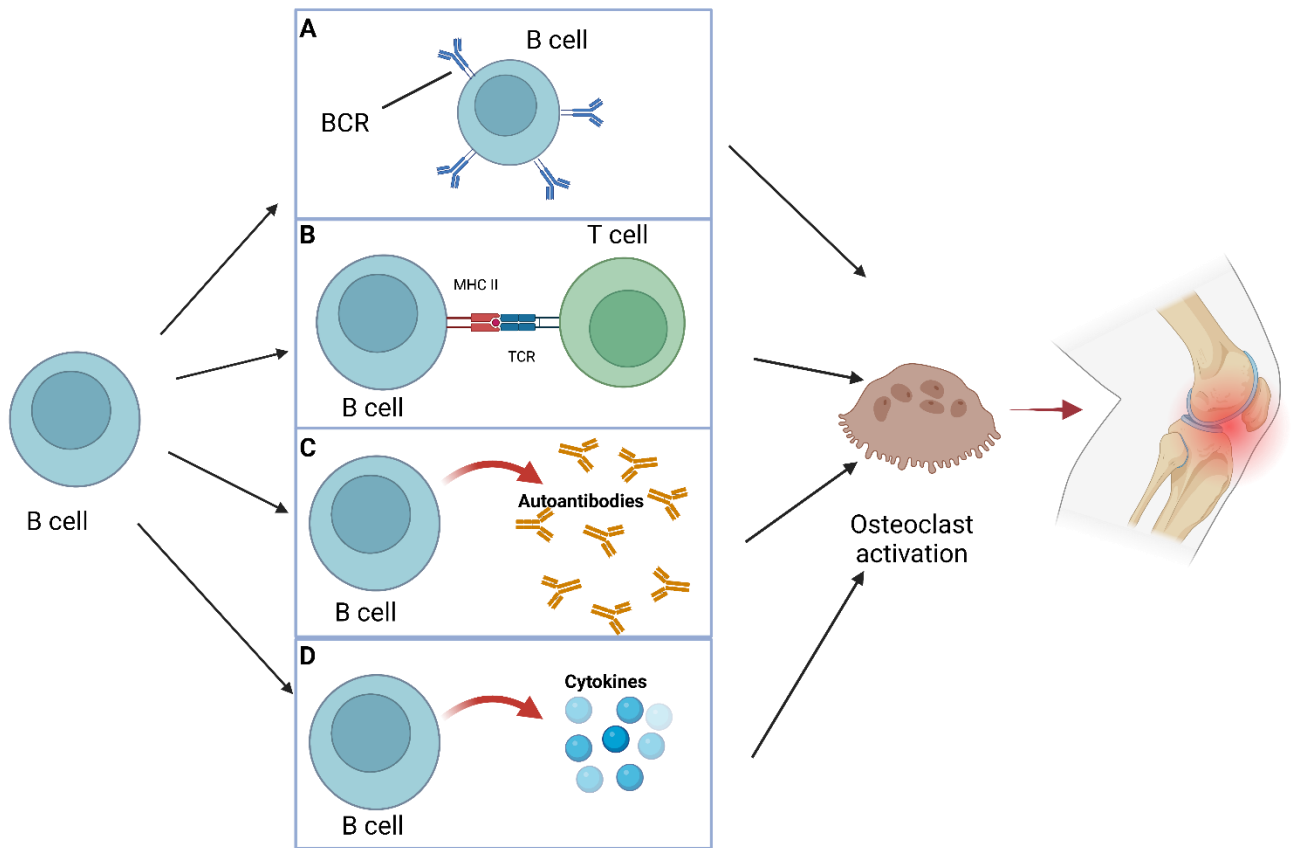 B cell
A
B cell
BCR
B
T cell
MHC II
TCR
B cell
C
Autoantibodies
B cell
D
Cytokines
B cell
Osteoclast
activation